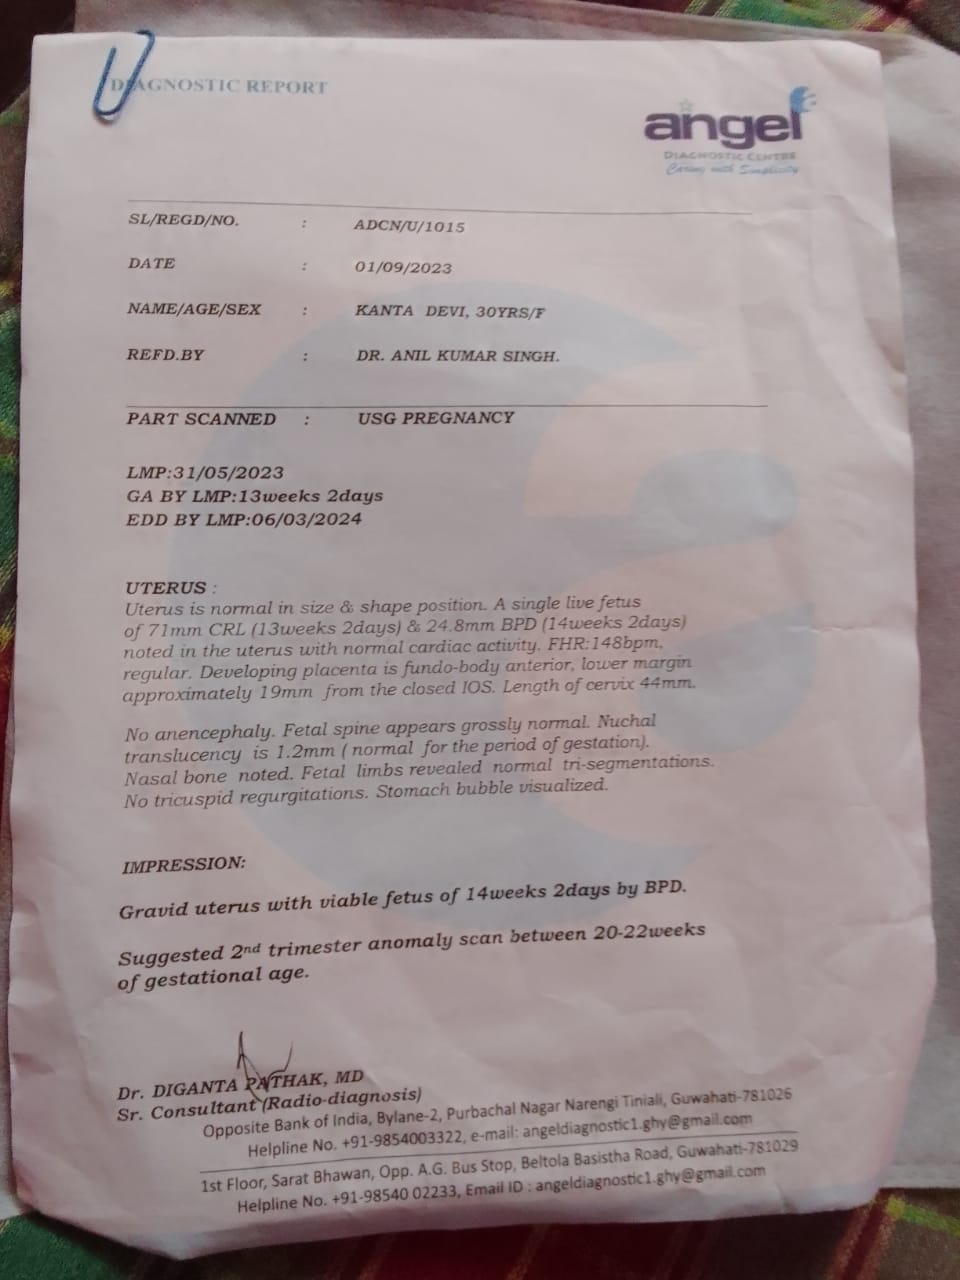 DIAGNOSTIC REPORT
angel
DIAGNOSTIC CENTRE
Caring with Simplicity
SL/REGD/NO. : ADCN/U/1015
DATE : 01/09/2023
NAME/AGE/SEX : KANTA DEVI, 30YRS/F
REFD.BY : DR. ANIL KUMAR SINGH.
PART SCANNED : USG PREGNANCY
LMP:31/05/2023
GA BY LMP:13weeks 2days
EDD BY LMP:06/03/2024
UTERUS :
Uterus is normal in size & shape position. A single live fetus
of 71mm CRL (13weeks 2days) & 24.8mm BPD (14weeks 2days)
noted in the uterus with normal cardiac activity. FHR:148bpm,
regular. Developing placenta is fundo-body anterior, lower margin
approximately 19mm from the closed IOS. Length of cervix 44mm.
No anencephaly. Fetal spine appears grossly normal. Nuchal
translucency is 1.2mm ( normal for the period of gestation).
Nasal bone noted. Fetal limbs revealed normal tri-segmentations.
No tricuspid regurgitations. Stomach bubble visualized.
IMPRESSION:
Gravid uterus with viable fetus of 14weeks 2days by BPD.
Suggested 2nd trimester anomaly scan between 20-22weeks
of gestational age.
Dr. DIGANTA PATHAK, MD
Sr. Consultant (Radio-diagnosis)
Opposite Bank of India, Bylane-2, Purbachal Nagar Narengi Tiniali, Guwahati-781026
Helpline No. +91-9854003322, e-mail: angeldiagnostic1.ghy@gmail.com
1st Floor, Sarat Bhawan, Opp. A.G. Bus Stop, Beltola Basistha Road, Guwahati-781029
Helpline No. +91-98540 02233, Email ID : angeldiagnostic1.ghy@gmail.com